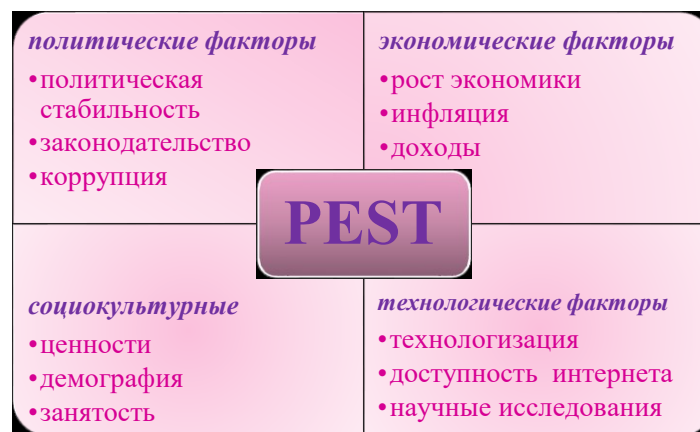 политические факторы
•политическая
стабильность
•законодательство
•коррупция
экономические факторы
•рост экономики
•инфляция
•доходы
PEST
социокультурные
•ценности
•демография
•занятость
технологические факторы
•технологизация
•доступность интернета
•научные исследования